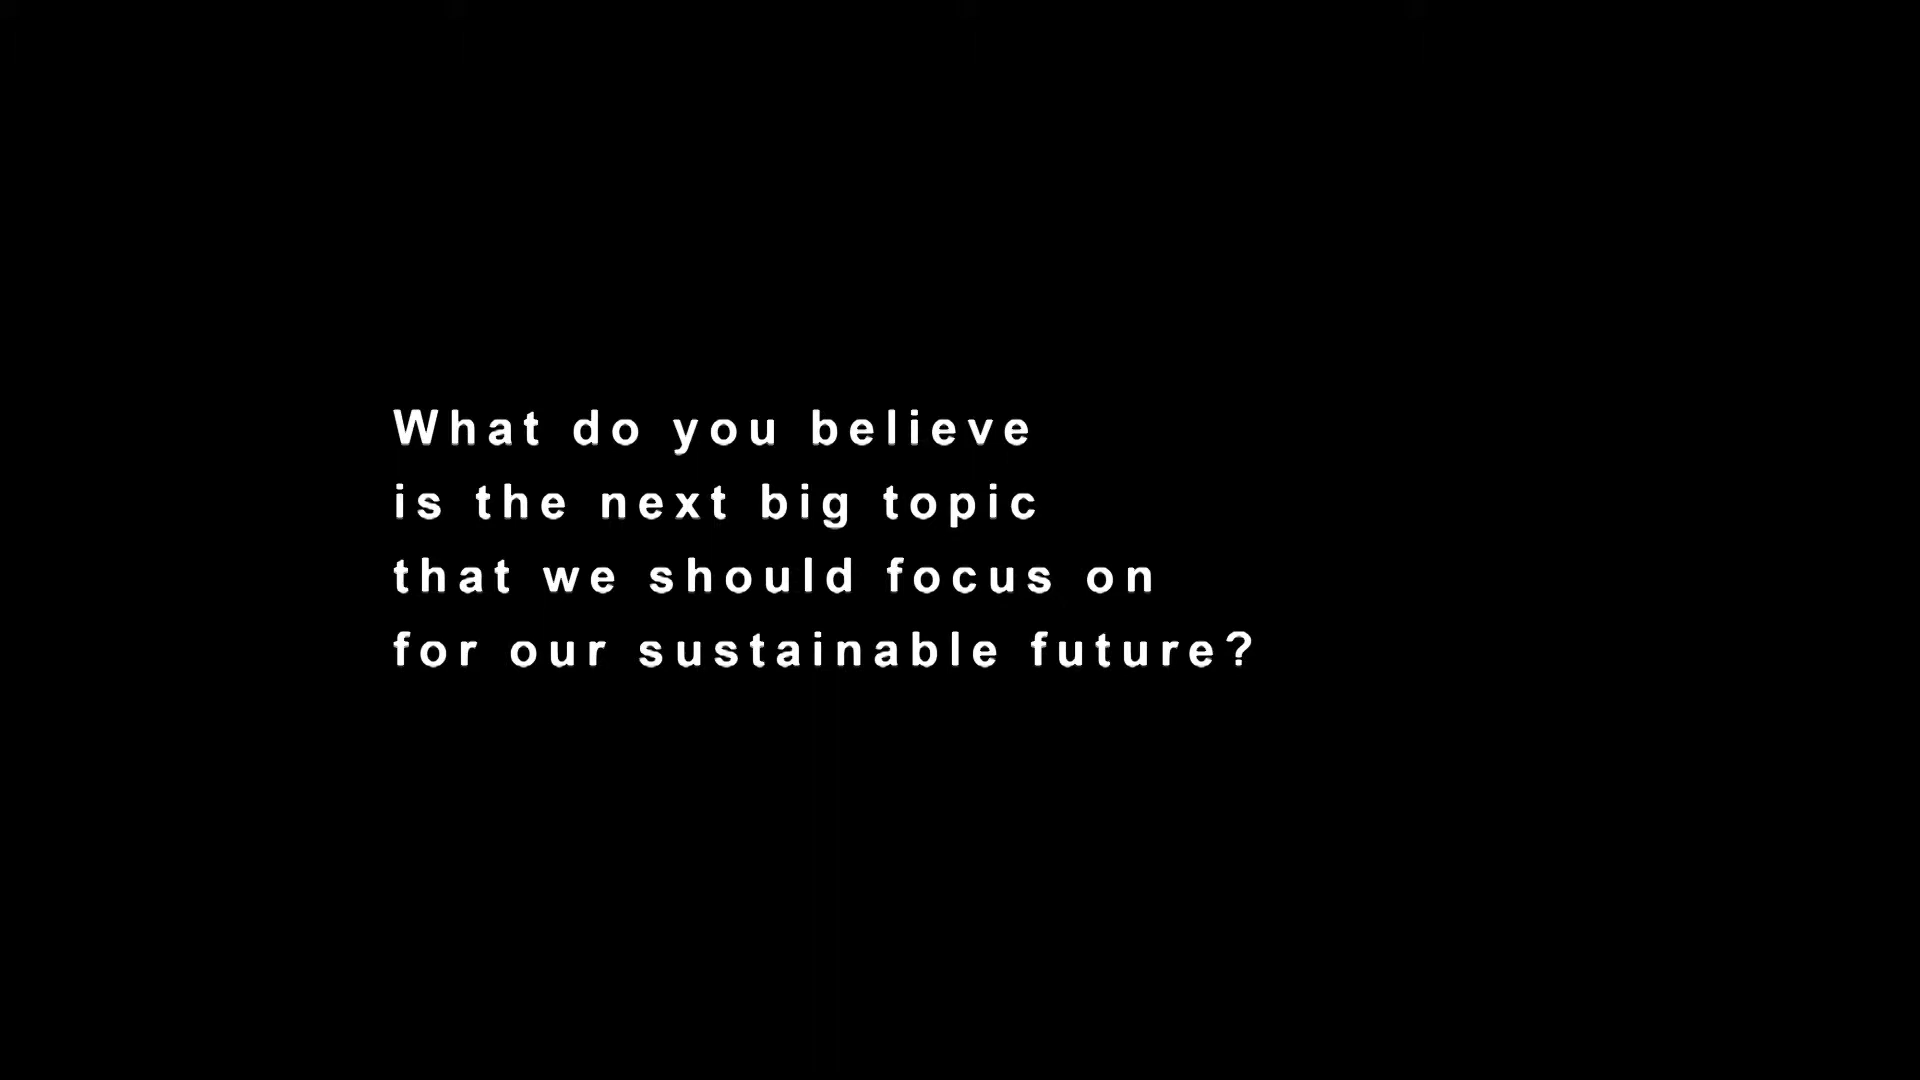 What do you believe
is the next big topic
that we should focus on
for our sustainable future?